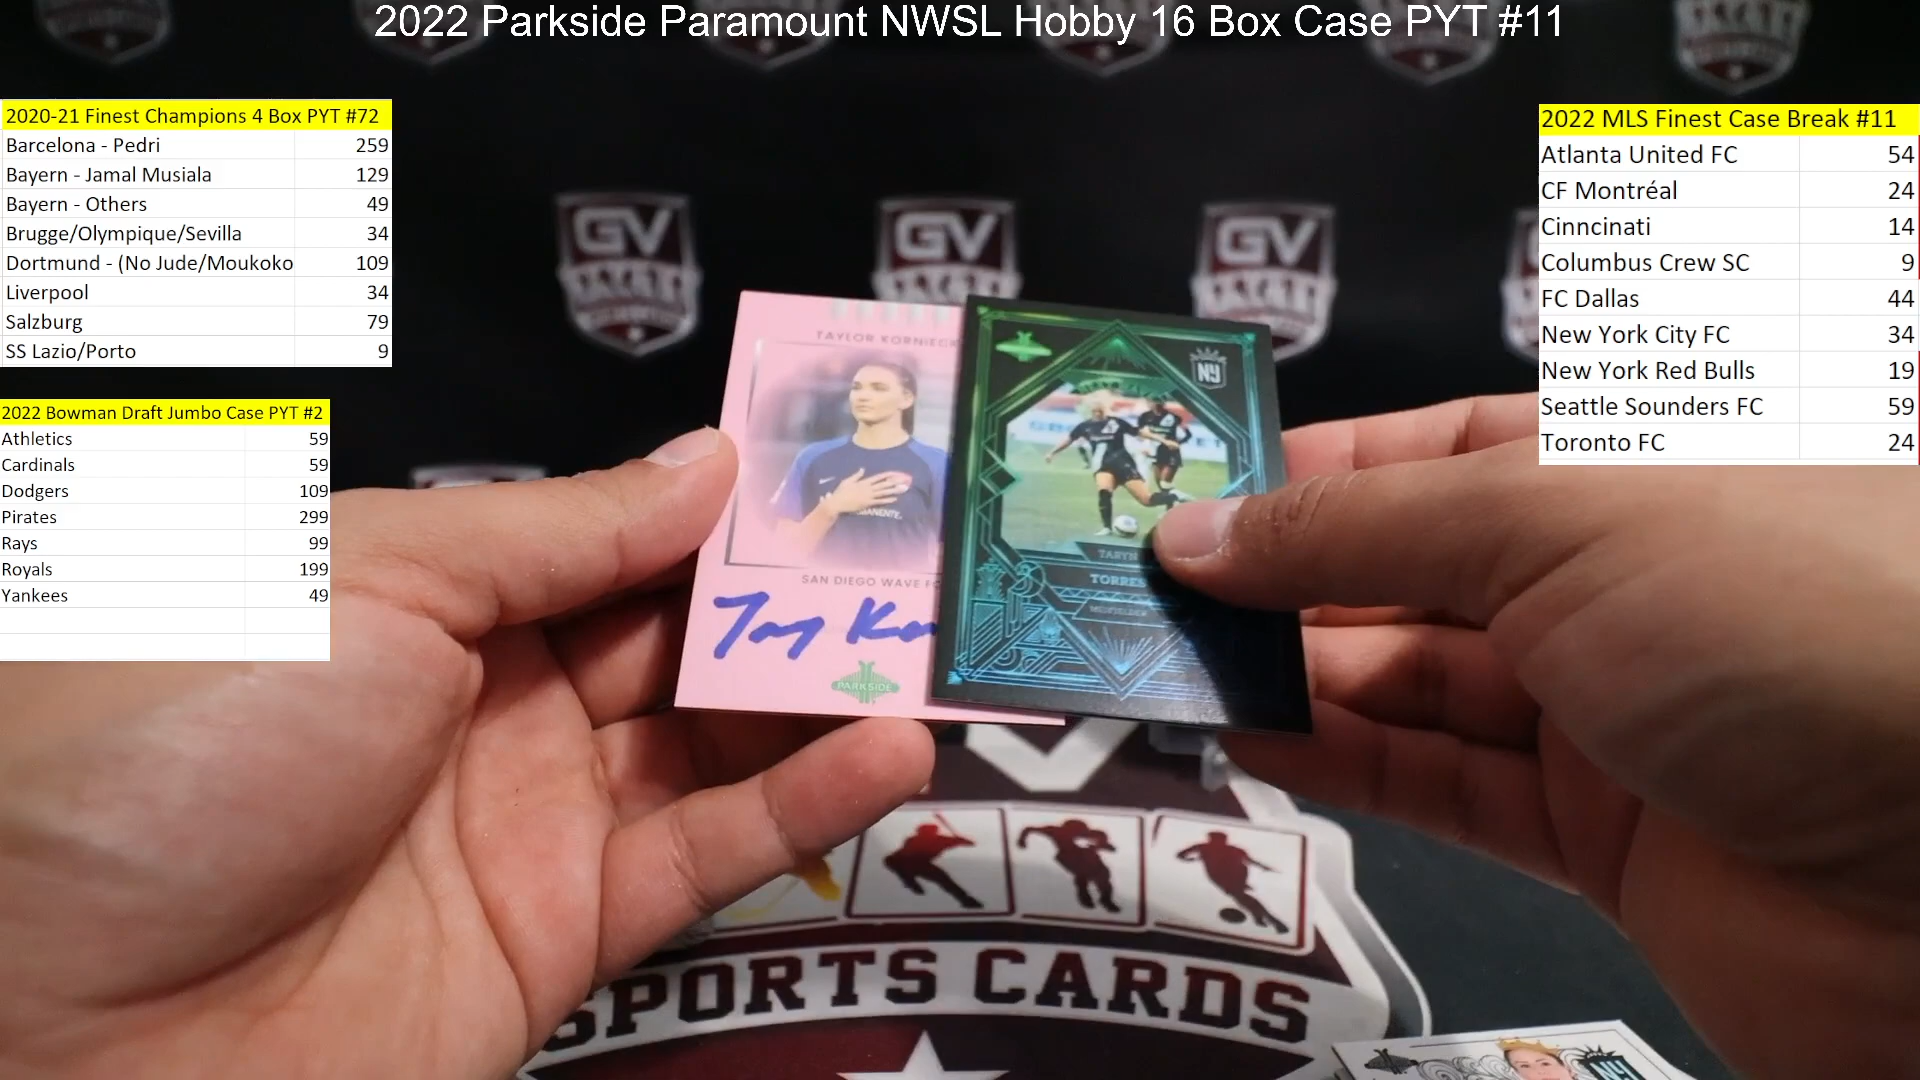 2022 Parkside Paramount NWSL Hobby 16 Box Case PYT #11
2020-21 Finest Champions 4 Box PYT #72
Barcelona - Pedri 259
Bayern - Jamal Musiala 129
Bayern - Others 49
Brugge/Olympique/Sevilla 34
Dortmund - (No Jude/Moukoko 109
Liverpool 34
Salzburg 79
SS Lazio/Porto 9
2022 Bowman Draft Jumbo Case PYT #2
Athletics 59
Cardinals 59
Dodgers 109
Pirates 299
Rays 99
Royals 199
Yankees 49
2022 MLS Finest Case Break #11
Atlanta United FC 54
CF Montréal 24
Cinncinati 14
Columbus Crew SC 9
FC Dallas 44
New York City FC 34
New York Red Bulls 19
Seattle Sounders FC 59
Toronto FC 24
GV
GV
GV
TAYLOR KORNIECK
SAN DIEGO WAVE FC
PARKSIDE
NY
TARYN
TORRES
MIDFIELDER
SPORTS CARDS